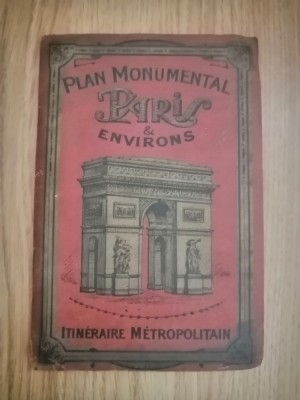 PLAN MONUMENTAL
PARIS
&
ENVIRONS
ITINÉRAIRE MÉTROPOLITAIN